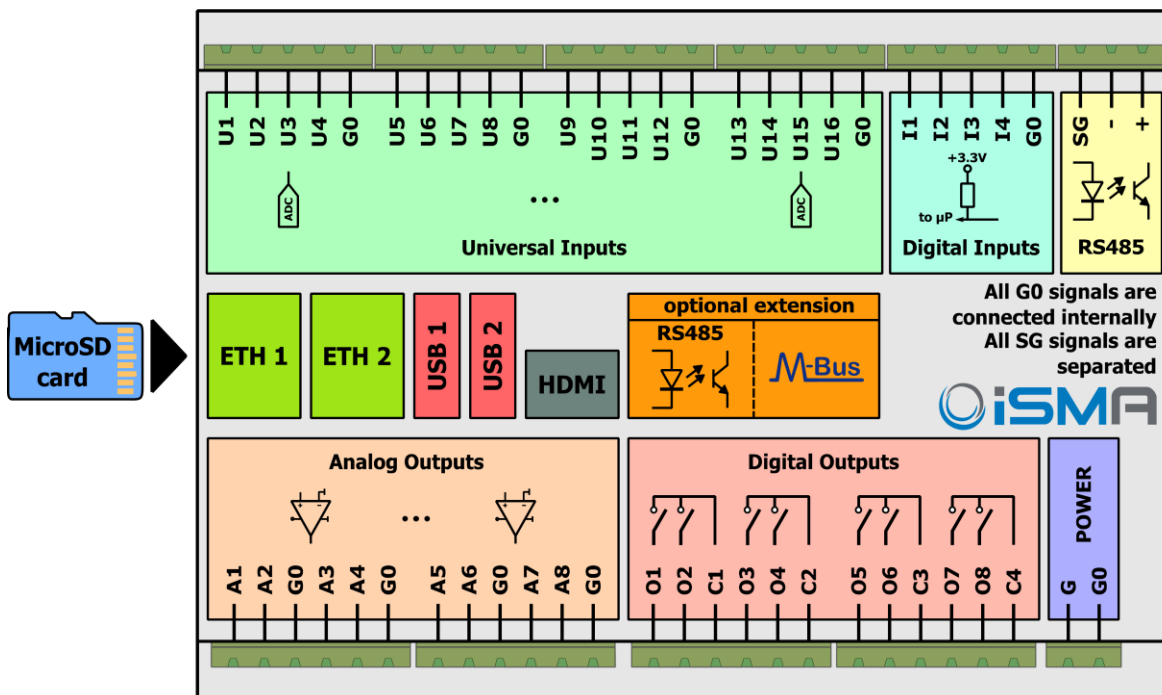 U1 U2 U3 U4 G0 U5 U6 U7 U8 G0 U9 U10 U11 U12 G0 U13 U14 U15 U16 G0
ADC
...
ADC
Universal Inputs
I1 I2 I3 I4 G0
+3.3V
to µP
Digital Inputs
SG - +
RS485
MicroSD
card
ETH 1
ETH 2
USB 1
USB 2
HDMI
optional extension
RS485
M-Bus
All G0 signals are
connected internally
All SG signals are
separated
iSMA
Analog Outputs
+ -
...
+ -
A1 A2 G0 A3 A4 G0 A5 A6 G0 A7 A8 G0
Digital Outputs
O1 O2 C1 O3 O4 C2 O5 O6 C3 O7 O8 C4
POWER
G G0